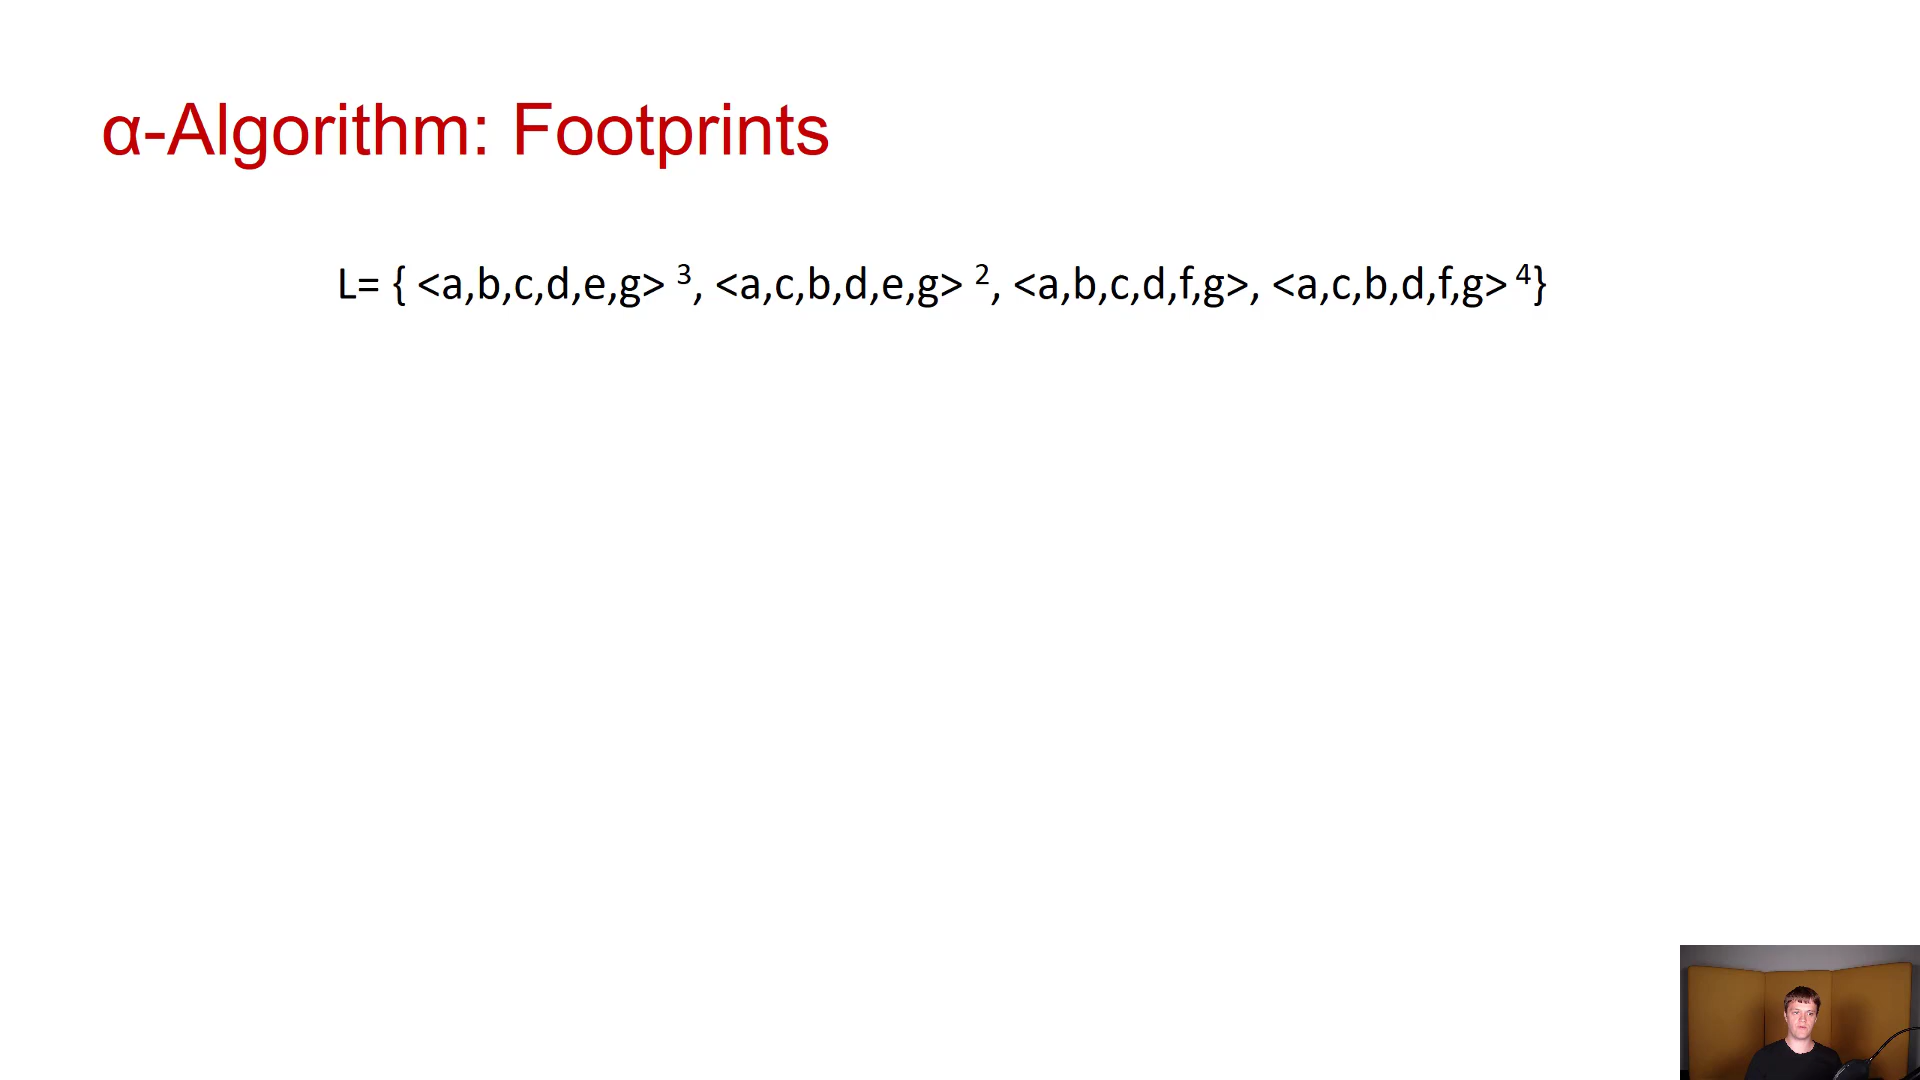 α-Algorithm: Footprints
L= { <a,b,c,d,e,g> ³, <a,c,b,d,e,g> ², <a,b,c,d,f,g>, <a,c,b,d,f,g> ⁴}